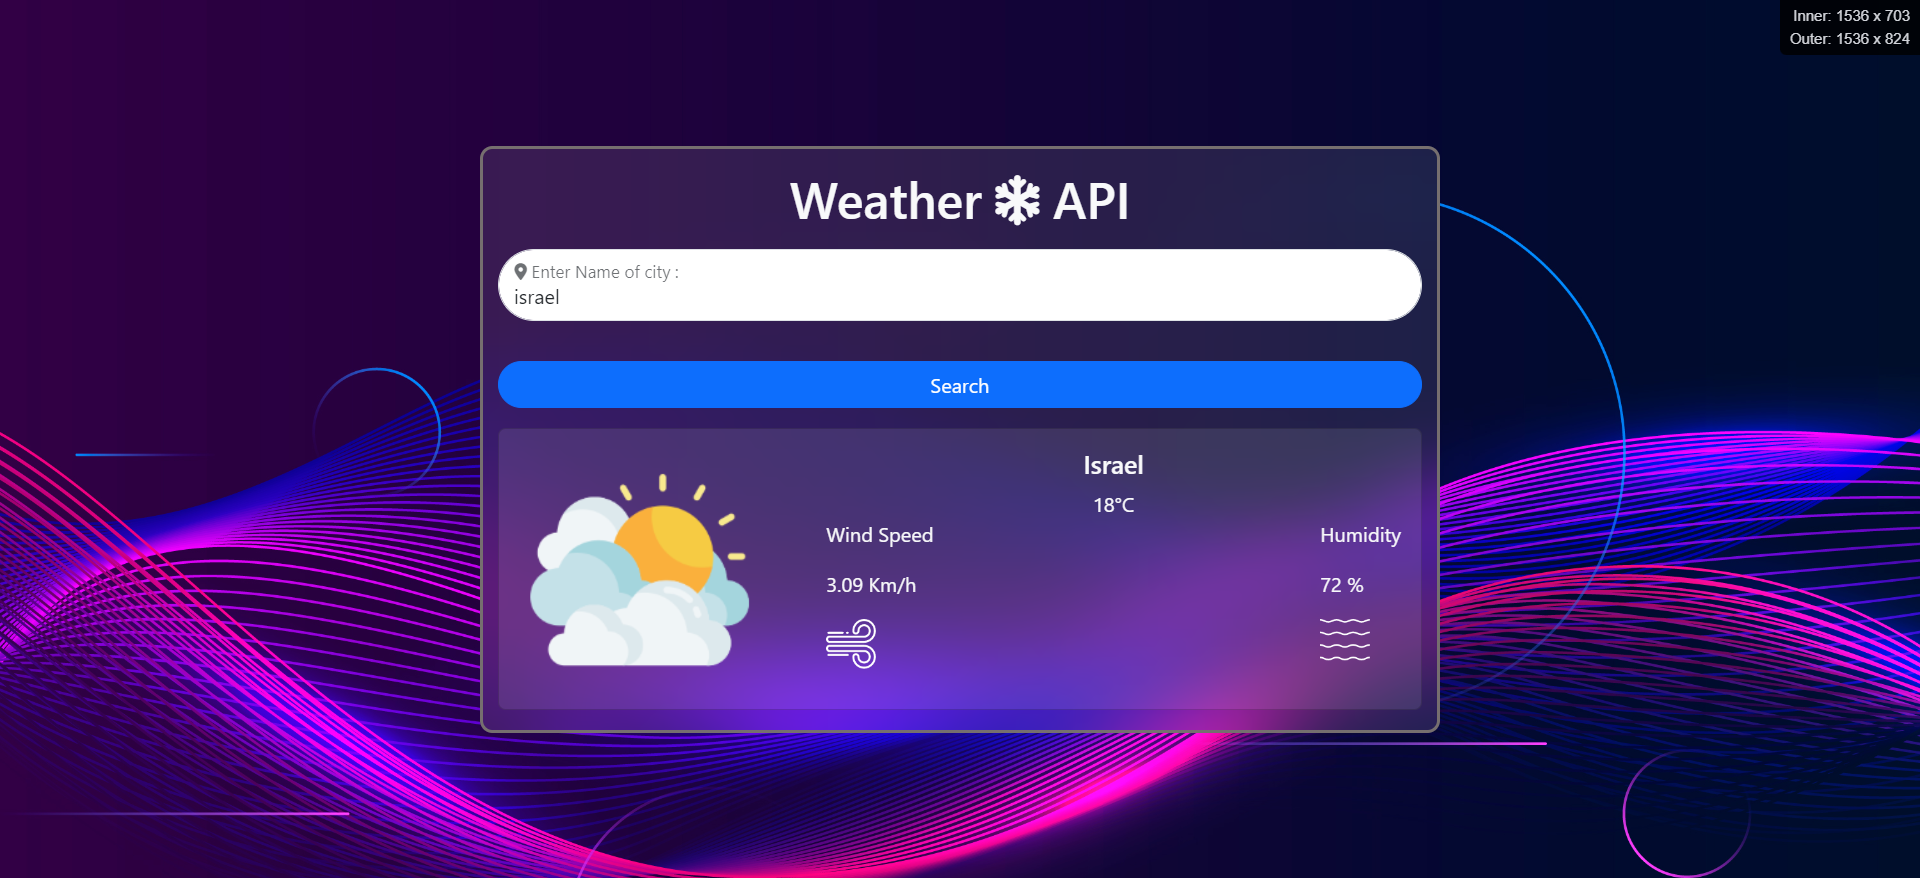 Inner: 1536 x 703
Outer: 1536 x 824
Weather API
Enter Name of city :
israel
Search
Israel
18°C
Wind Speed
Humidity
3.09 Km/h
72 %